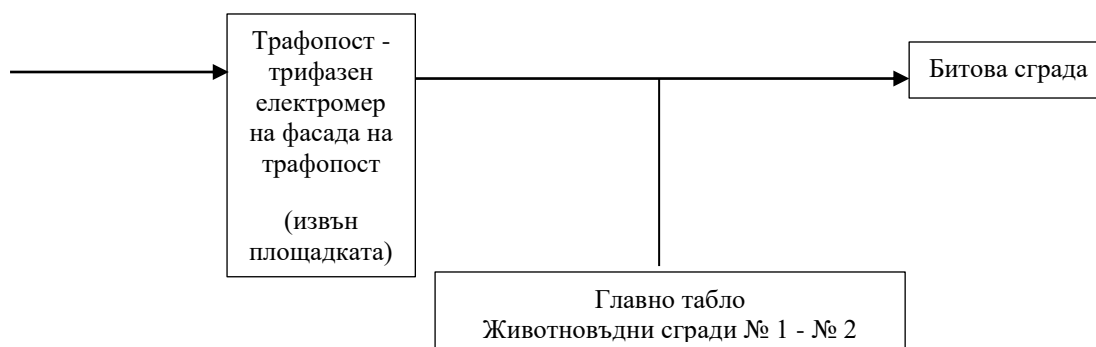 Трафопост -
трифазен
електромер
на фасада на
трафопост
(извън
площадката)
Битова сграда
Главно табло
Животновъдни сгради № 1 - № 2